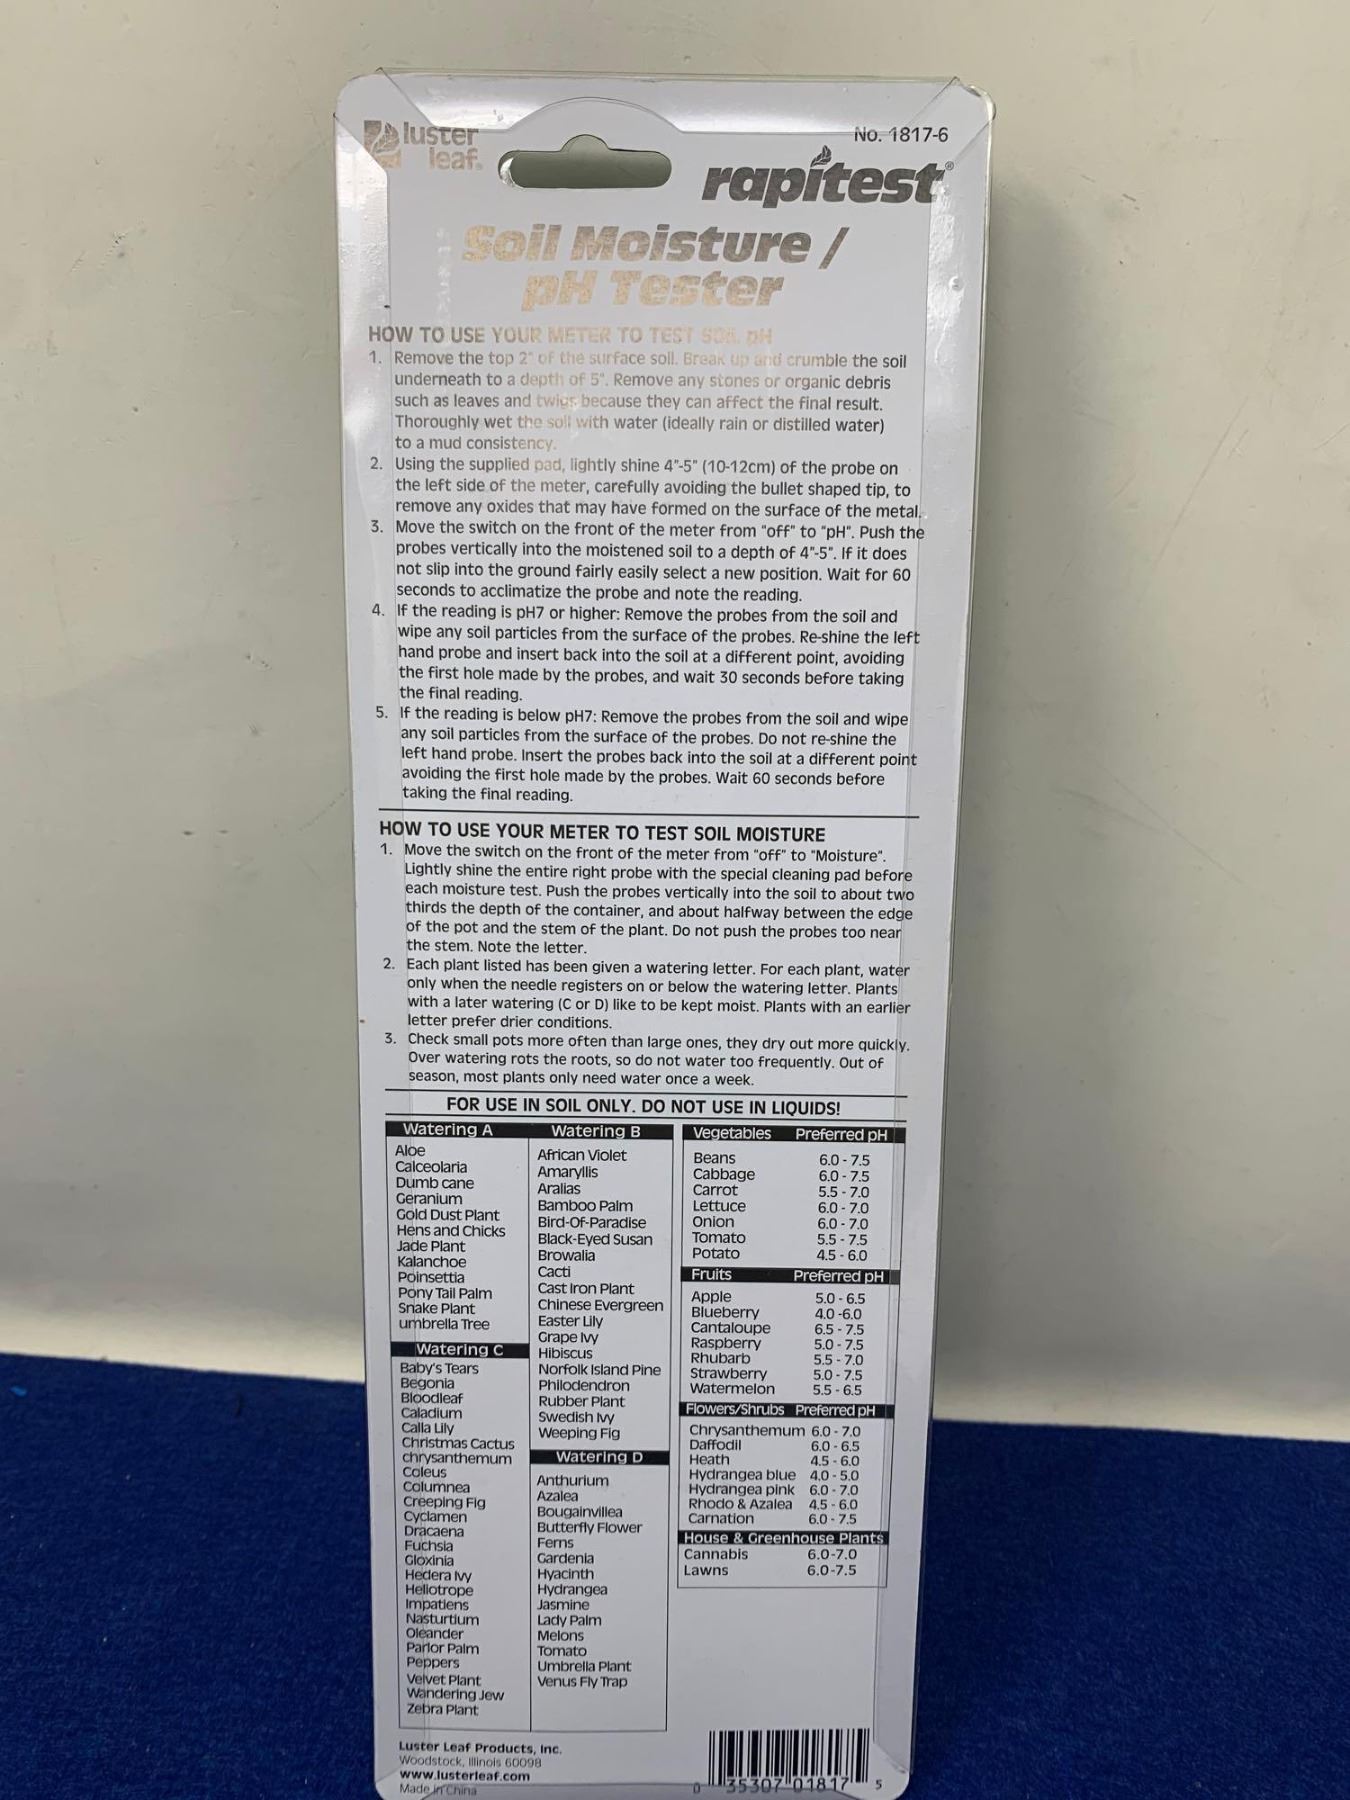 luster
leaf.
No. 1817-6
rapitest®
Soil Moisture /
pH Tester
HOW TO USE YOUR METER TO TEST SOIL pH
1. Remove the top 2" of the surface soil. Break up and crumble the soil
underneath to a depth of 5". Remove any stones or organic debris
such as leaves and twigs because they can affect the final result.
Thoroughly wet the soil with water (ideally rain or distilled water)
to a mud consistency.
2. Using the supplied pad, lightly shine 4"-5" (10-12cm) of the probe on
the left side of the meter, carefully avoiding the bullet shaped tip, to
remove any oxides that may have formed on the surface of the metal.
3. Move the switch on the front of the meter from "off" to "pH". Push the
probes vertically into the moistened soil to a depth of 4"-5". If it does
not slip into the ground fairly easily select a new position. Wait for 60
seconds to acclimatize the probe and note the reading.
4. If the reading is pH7 or higher: Remove the probes from the soil and
wipe any soil particles from the surface of the probes. Re-shine the left
hand probe and insert back into the soil at a different point, avoiding
the first hole made by the probes, and wait 30 seconds before taking
the final reading.
5. If the reading is below pH7: Remove the probes from the soil and wipe
any soil particles from the surface of the probes. Do not re-shine the
left hand probe. Insert the probes back into the soil at a different point
avoiding the first hole made by the probes. Wait 60 seconds before
taking the final reading.
HOW TO USE YOUR METER TO TEST SOIL MOISTURE
1. Move the switch on the front of the meter from "off" to "Moisture".
Lightly shine the entire right probe with the special cleaning pad before
each moisture test. Push the probes vertically into the soil to about two
thirds the depth of the container, and about halfway between the edge
of the pot and the stem of the plant. Do not push the probes too near
the stem. Note the letter.
2. Each plant listed has been given a watering letter. For each plant, water
only when the needle registers on or below the watering letter. Plants
with a later watering (C or D) like to be kept moist. Plants with an earlier
letter prefer drier conditions.
3. Check small pots more often than large ones, they dry out more quickly.
Over watering rots the roots, so do not water too frequently. Out of
season, most plants only need water once a week.
FOR USE IN SOIL ONLY. DO NOT USE IN LIQUIDS!
Watering A
Aloe
Calceolaria
Dumb cane
Geranium
Gold Dust Plant
Hens and Chicks
Jade Plant
Kalanchoe
Poinsettia
Pony Tail Palm
Snake Plant
umbrella Tree
Watering C
Baby's Tears
Begonia
Bloodleaf
Caladium
Calla Lily
Christmas Cactus
chrysanthemum
Coleus
Columnea
Creeping Fig
Cyclamen
Dracaena
Fuchsia
Gloxinia
Hedera Ivy
Heliotrope
Impatiens
Nasturtium
Oleander
Parlor Palm
Peppers
Velvet Plant
Wandering Jew
Zebra Plant
Watering B
African Violet
Amaryllis
Aralias
Bamboo Palm
Bird-Of-Paradise
Black-Eyed Susan
Browalia
Cacti
Cast Iron Plant
Chinese Evergreen
Easter Lily
Grape Ivy
Hibiscus
Norfolk Island Pine
Philodendron
Rubber Plant
Swedish Ivy
Weeping Fig
Watering D
Anthurium
Azalea
Bougainvillea
Butterfly Flower
Ferns
Gardenia
Hyacinth
Hydrangea
Jasmine
Lady Palm
Melons
Tomato
Umbrella Plant
Venus Fly Trap
Vegetables Preferred pH
Beans 6.0 - 7.5
Cabbage 6.0 - 7.5
Carrot 5.5 - 7.0
Lettuce 6.0 - 7.0
Onion 6.0 - 7.0
Tomato 5.5 - 7.5
Potato 4.5 - 6.0
Fruits Preferred pH
Apple 5.0 - 6.5
Blueberry 4.0 -6.0
Cantaloupe 6.5 - 7.5
Raspberry 5.0 - 7.5
Rhubarb 5.5 - 7.0
Strawberry 5.0 - 7.5
Watermelon 5.5 - 6.5
Flowers/Shrubs Preferred pH
Chrysanthemum 6.0 - 7.0
Daffodil 6.0 - 6.5
Heath 4.5 - 6.0
Hydrangea blue 4.0 - 5.0
Hydrangea pink 6.0 - 7.0
Rhodo & Azalea 4.5 - 6.0
Carnation 6.0 - 7.5
House & Greenhouse Plants
Cannabis 6.0-7.0
Lawns 6.0-7.5
Luster Leaf Products, Inc.
Woodstock, Illinois 60098
www.lusterleaf.com
Made in China
0 35307 01817 5